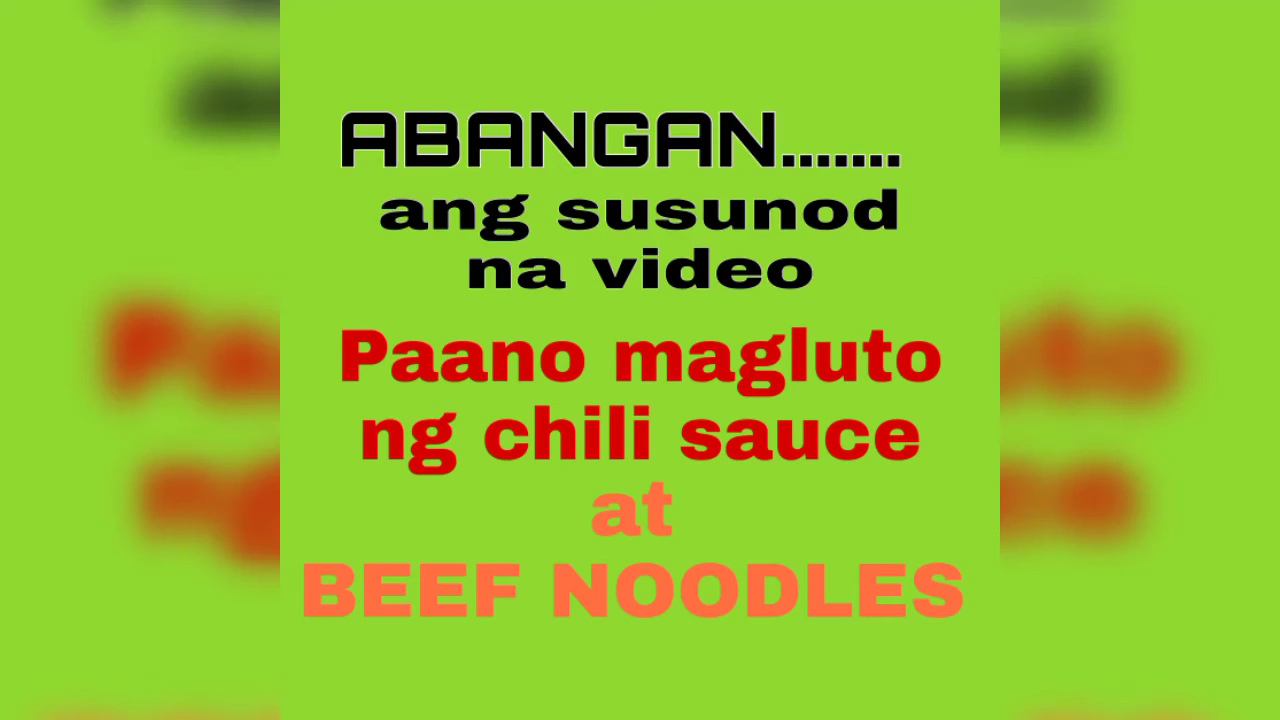 ABANGAN.......
ang susunod
na video
Paano magluto
ng chili sauce
at
BEEF NOODLES